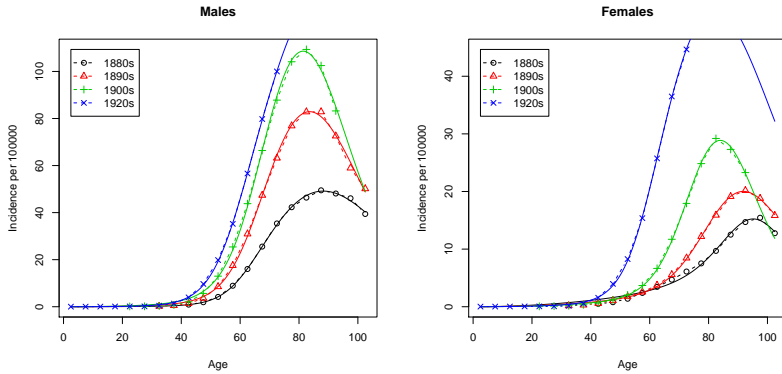 Males
Incidence per 100000
100
80
60
40
20
0
1880s
1890s
1900s
1920s
0 20 40 60 80 100
Age
Females
Incidence per 100000
40
30
20
10
0
1880s
1890s
1900s
1920s
0 20 40 60 80 100
Age